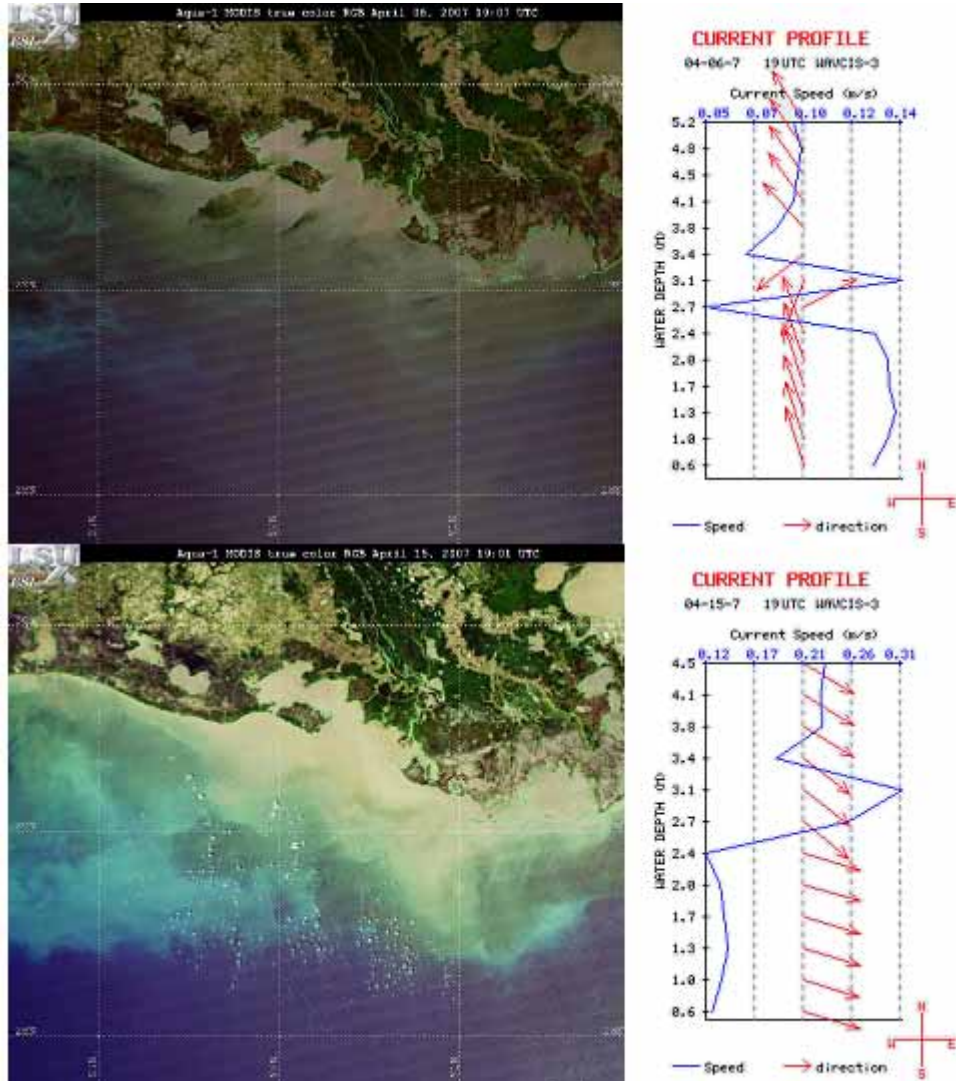 LSU
Aqua-1 MODIS true color RGB April 06, 2007 19:07 UTC
CURRENT PROFILE
04-06-7 19 UTC WAVCIS-3
Current Speed (m/s)
0.05 0.07 0.10 0.12 0.14
WATER DEPTH (M)
5.2
4.8
4.5
4.1
3.8
3.4
3.1
2.7
2.4
2.0
1.7
1.3
1.0
0.6
N
W E
S
Speed direction
LSU
Aqua-1 MODIS true color RGB April 15, 2007 19:01 UTC
CURRENT PROFILE
04-15-7 19 UTC WAVCIS-3
Current Speed (m/s)
0.12 0.17 0.21 0.26 0.31
WATER DEPTH (M)
4.5
4.1
3.8
3.4
3.1
2.7
2.4
2.0
1.7
1.3
1.0
0.6
N
W E
S
Speed direction